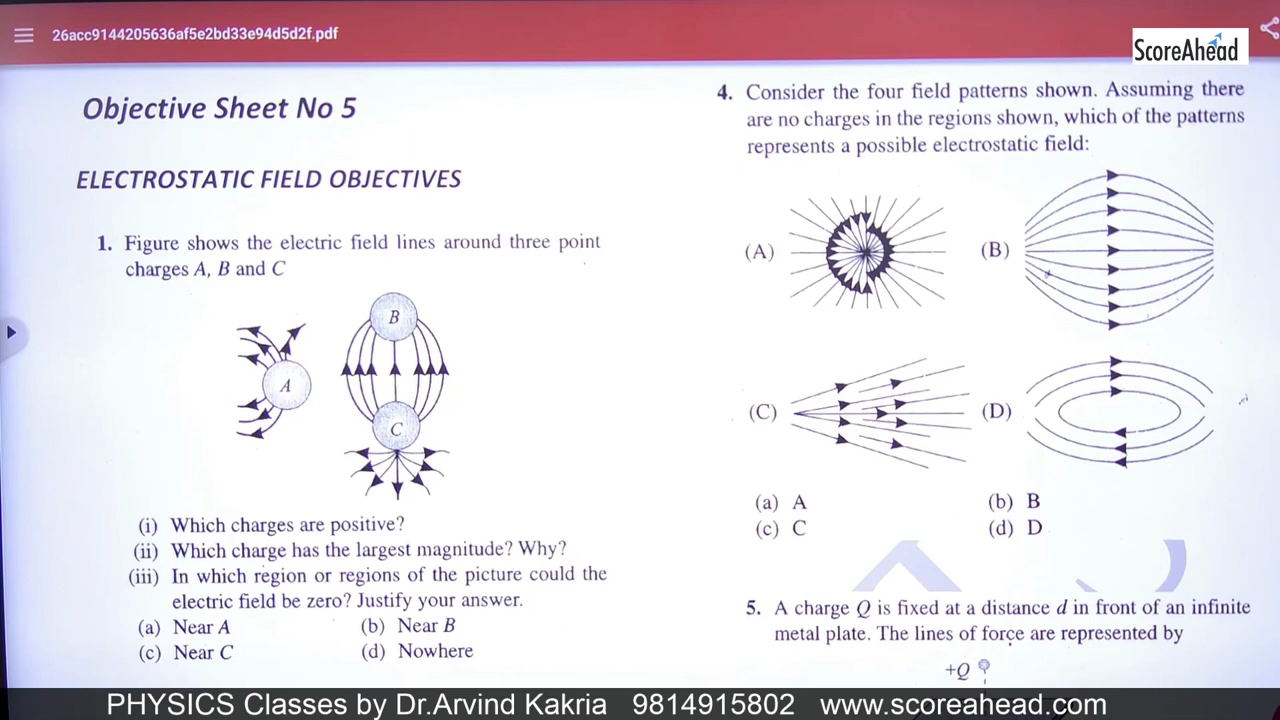 26acc9144205636af5e2bd33e94d5d2f.pdf
ScoreAhead
Objective Sheet No 5
ELECTROSTATIC FIELD OBJECTIVES
1. Figure shows the electric field lines around three point
charges A, B and C
A
B
C
(i) Which charges are positive?
(ii) Which charge has the largest magnitude? Why?
(iii) In which region or regions of the picture could the
electric field be zero? Justify your answer.
(a) Near A (b) Near B
(c) Near C (d) Nowhere
4. Consider the four field patterns shown. Assuming there
are no charges in the regions shown, which of the patterns
represents a possible electrostatic field:
(A) (B)
(C) (D)
(a) A (b) B
(c) C (d) D
5. A charge Q is fixed at a distance d in front of an infinite
metal plate. The lines of force are represented by
+Q
PHYSICS Classes by Dr.Arvind Kakria 9814915802 www.scoreahead.com